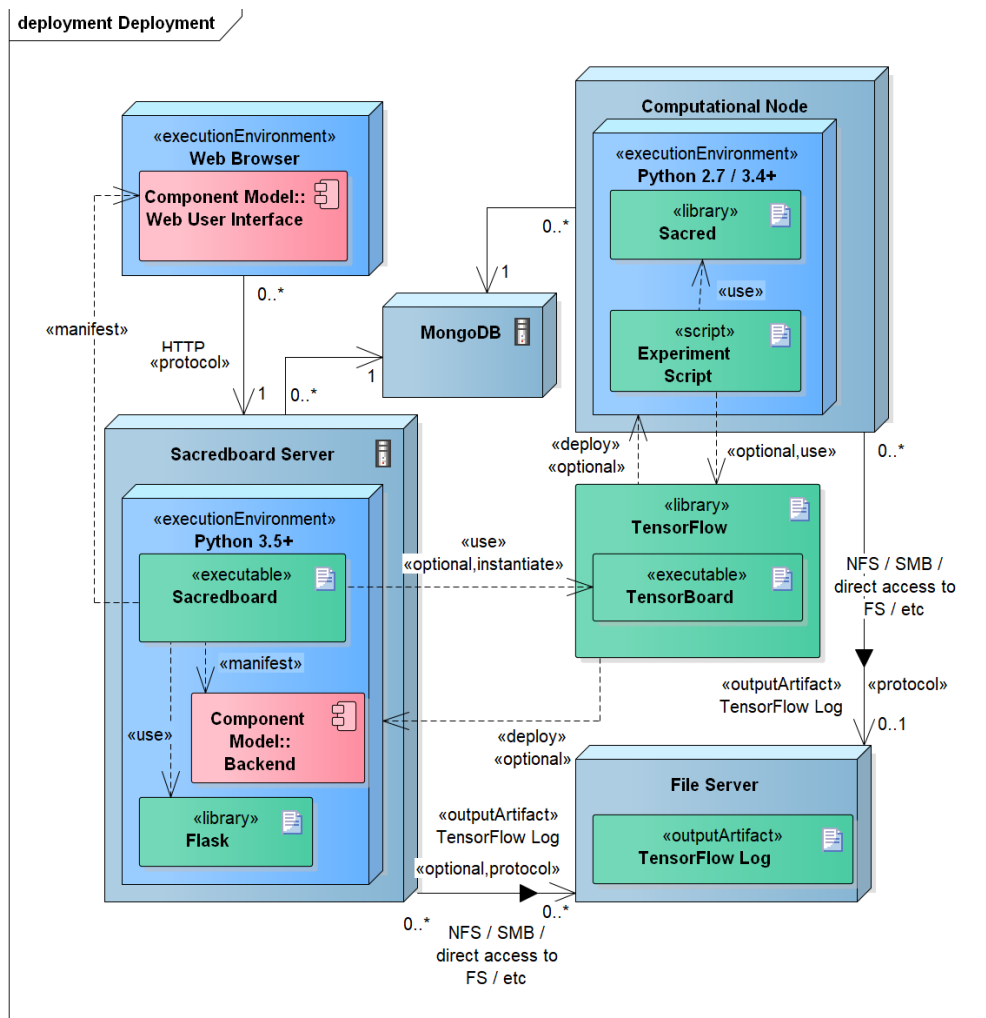 deployment Deployment
Computational Node
«executionEnvironment»
Web Browser
Component Model::
Web User Interface
«executionEnvironment»
Python 2.7 / 3.4+
«library»
Sacred
«use»
«script»
Experiment
Script
0..*
1
MongoDB
0..*
«manifest»
HTTP
«protocol»
1
0..*
1
Sacredboard Server
«executionEnvironment»
Python 3.5+
«executable»
Sacredboard
«manifest»
Component
Model::
Backend
«use»
«library»
Flask
«deploy»
«optional»
«optional,use»
0..*
«library»
TensorFlow
«executable»
TensorBoard
«use»
«optional,instantiate»
NFS / SMB /
direct access to
FS / etc
«outputArtifact»
TensorFlow Log
«protocol»
0..1
«deploy»
«optional»
File Server
«outputArtifact»
TensorFlow Log
«outputArtifact»
TensorFlow Log
«optional,protocol»
0..*
0..*
NFS / SMB /
direct access to
FS / etc